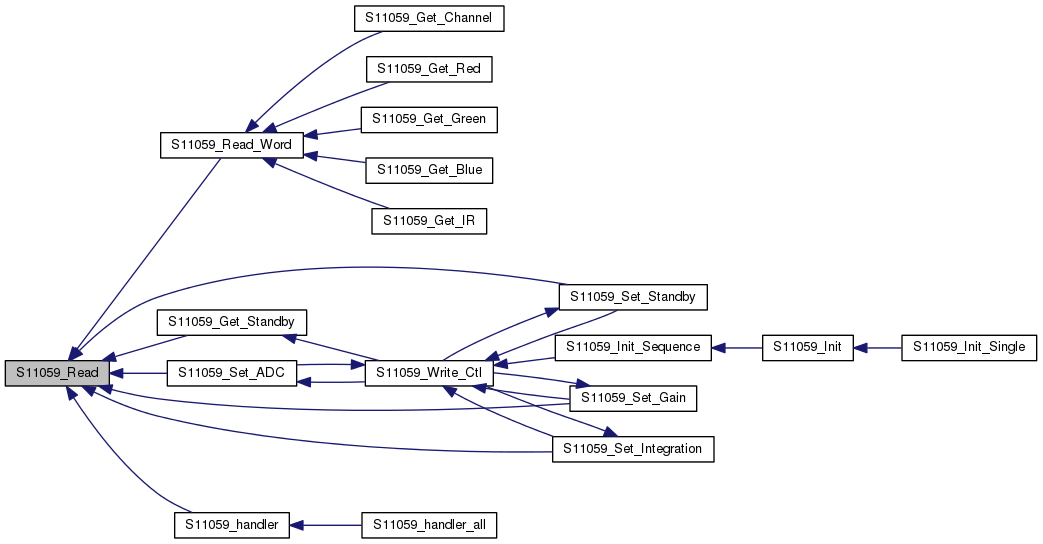 S11059_Get_Channel
S11059_Get_Red
S11059_Get_Green
S11059_Read_Word
S11059_Get_Blue
S11059_Get_IR
S11059_Set_Standby
S11059_Get_Standby
S11059_Init_Sequence
S11059_Init
S11059_Init_Single
S11059_Read
S11059_Set_ADC
S11059_Write_Ctl
S11059_Set_Gain
S11059_Set_Integration
S11059_handler
S11059_handler_all